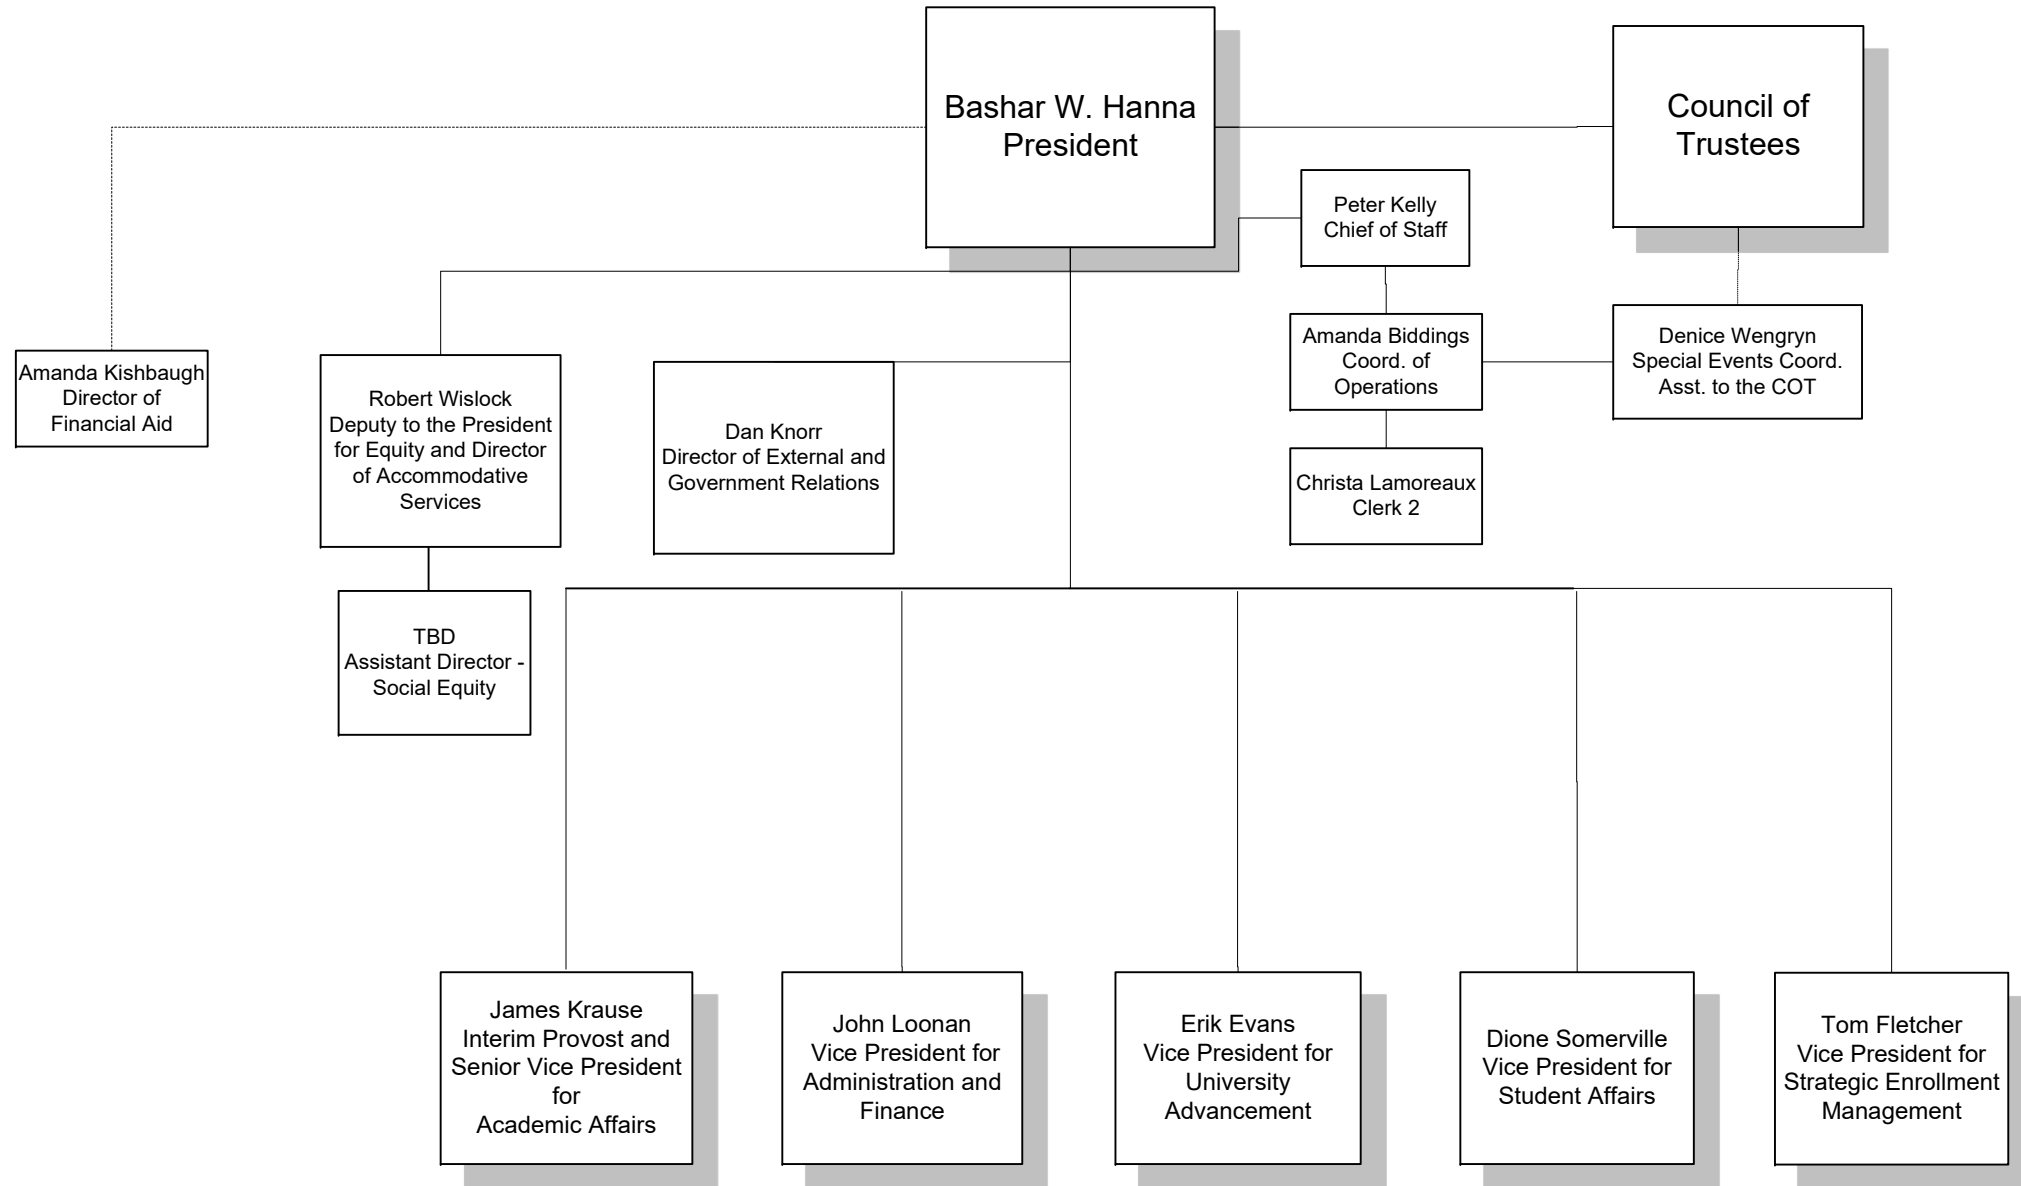 Bashar W. Hanna
President
Council of
Trustees
Peter Kelly
Chief of Staff
Amanda Kishbaugh
Director of
Financial Aid
Robert Wislock
Deputy to the President
for Equity and Director
of Accommodative
Services
Dan Knorr
Director of External and
Government Relations
Amanda Biddings
Coord. of
Operations
Denice Wengryn
Special Events Coord.
Asst. to the COT
Christa Lamoreaux
Clerk 2
TBD
Assistant Director -
Social Equity
James Krause
Interim Provost and
Senior Vice President
for
Academic Affairs
John Loonan
Vice President for
Administration and
Finance
Erik Evans
Vice President for
University
Advancement
Dione Somerville
Vice President for
Student Affairs
Tom Fletcher
Vice President for
Strategic Enrollment
Management